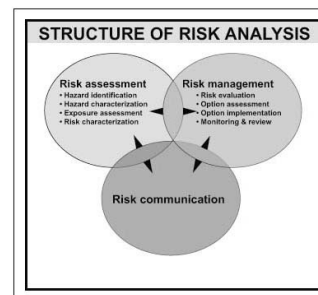 STRUCTURE OF RISK ANALYSIS
Risk assessment
• Hazard identification
• Hazard characterization
• Exposure assessment
• Risk characterization
Risk management
• Risk evaluation
• Option assessment
• Option implementation
• Monitoring & review
Risk communication